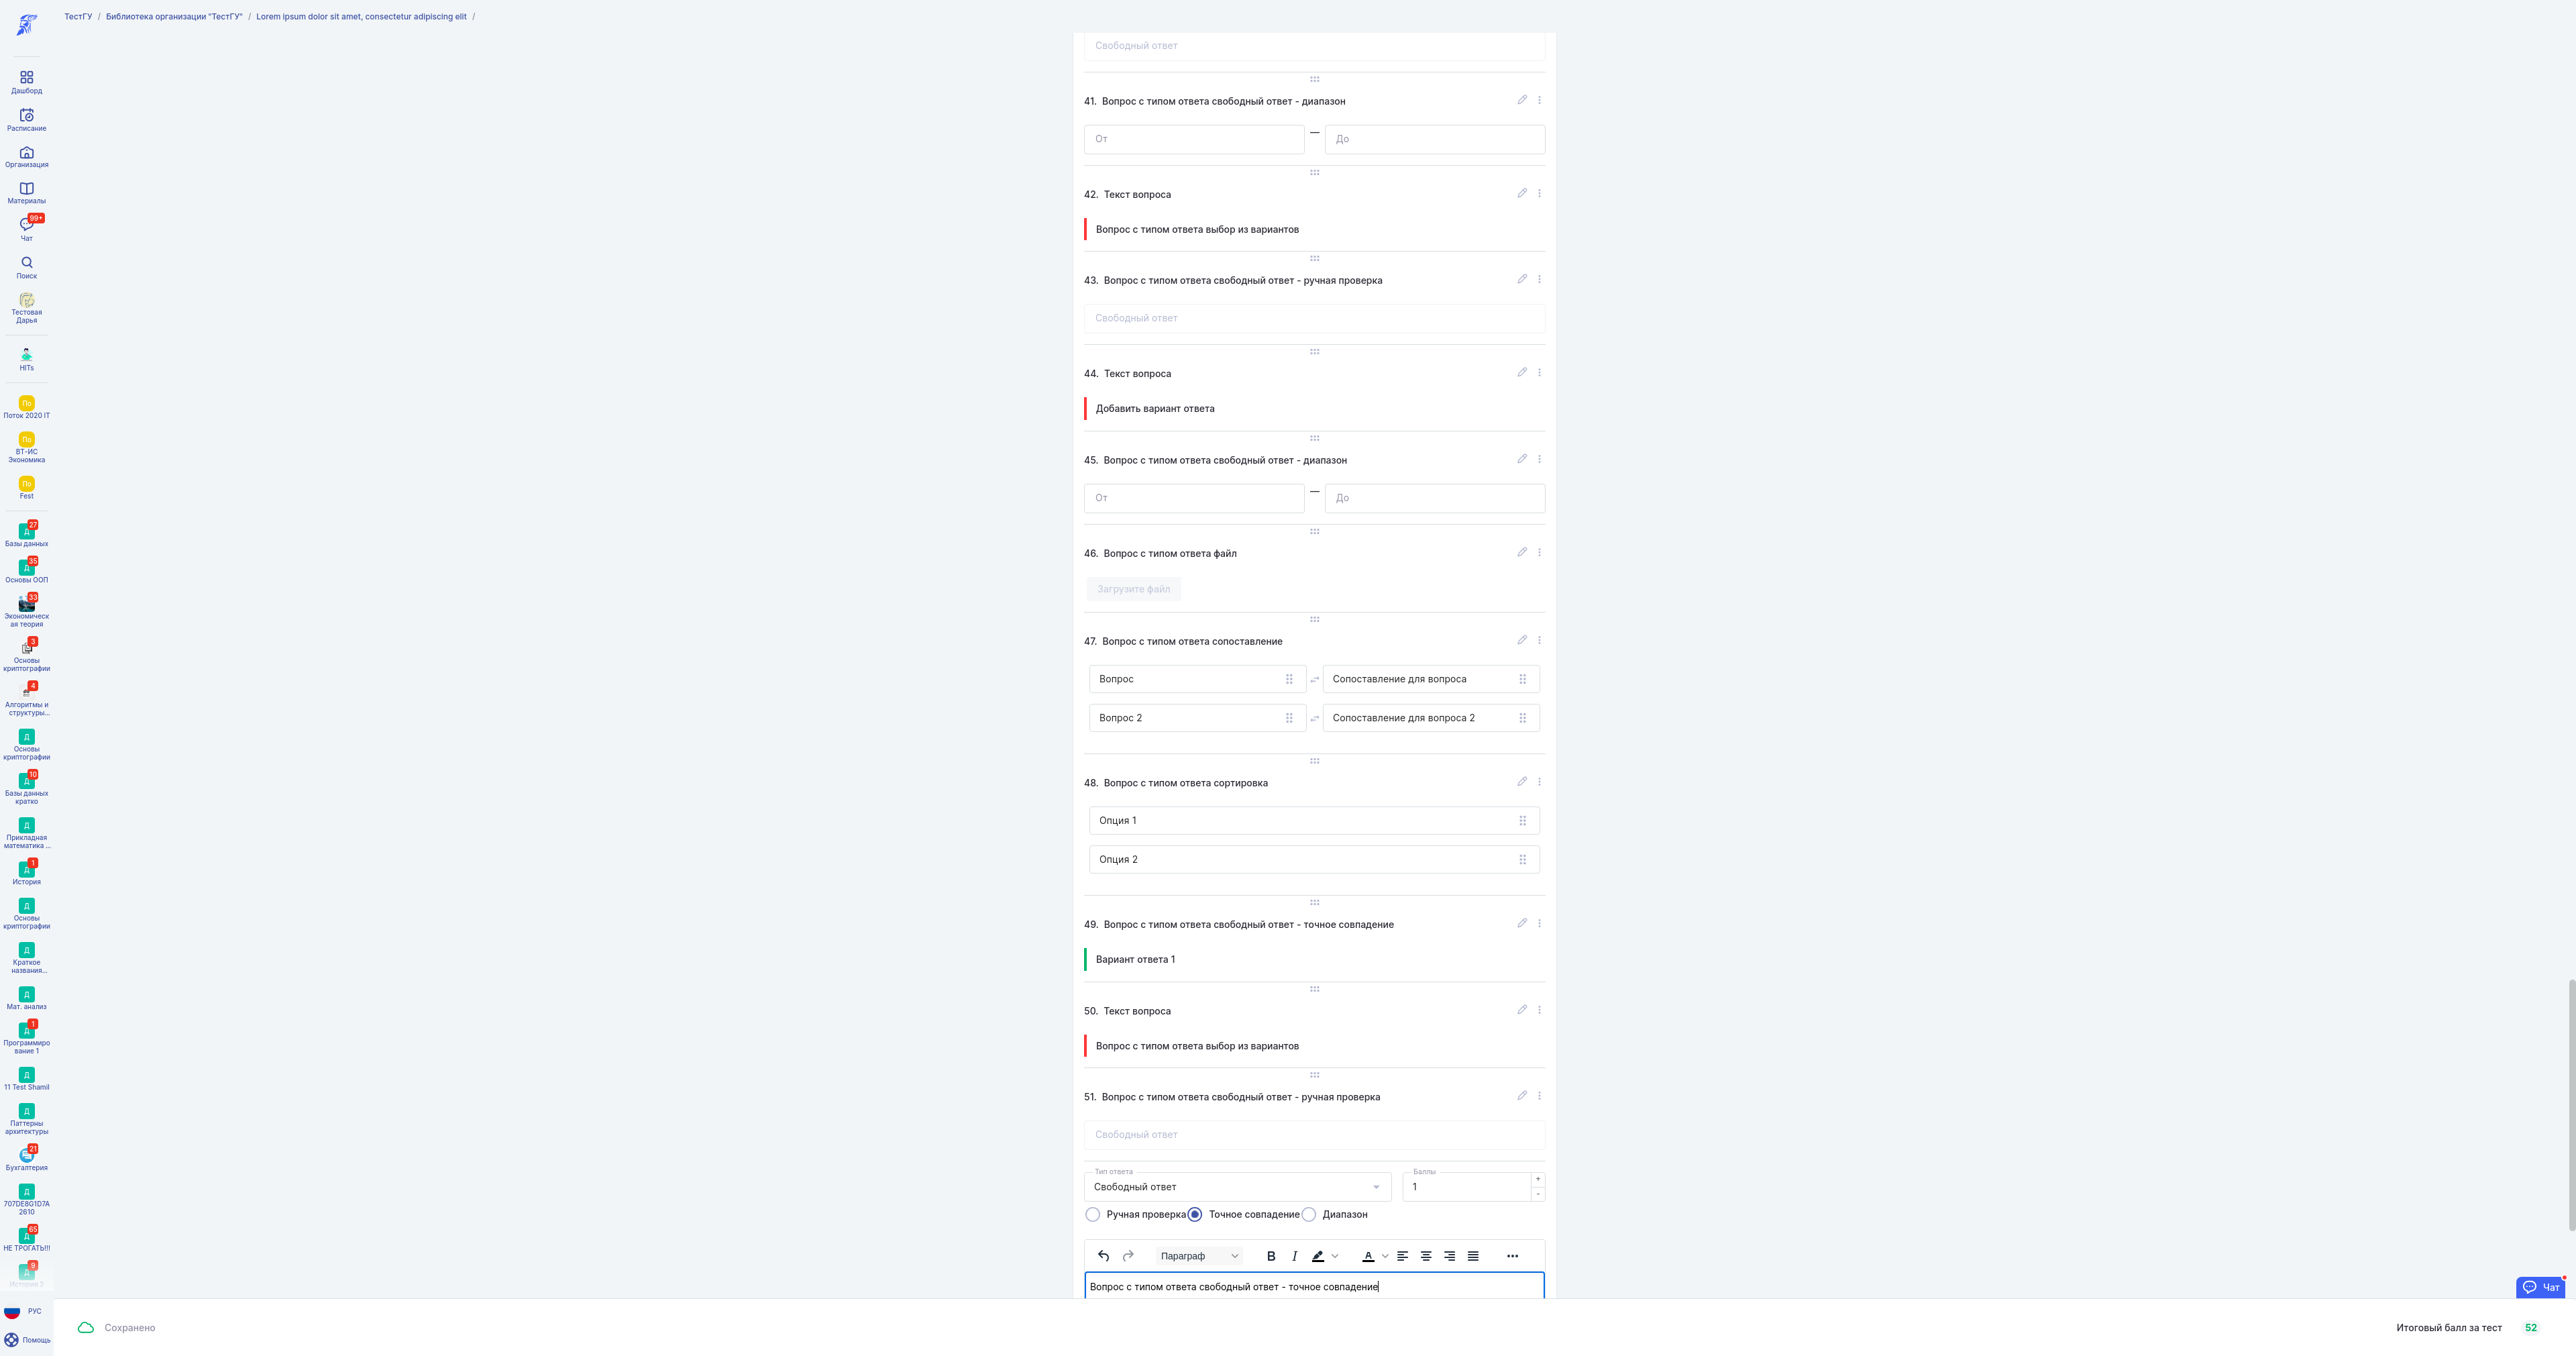 ТестГУ / Библиотека организации "ТестГУ" / Lorem ipsum dolor sit amet, consectetur adipiscing elit /
Дашборд
Расписание
Организация
Материалы
99+
Чат
Поиск
Тестовая
Дарья
HITs
По
Поток 2020 IT
По
ВТ-ИС
Экономика
По
Fest
27
Д
Базы данных
35
Д
Основы ООП
33
Экономическ
ая теория
3
Основы
криптографии
4
Алгоритмы и
структуры...
Д
Основы
криптографии
10
Д
Базы данных
кратко
Д
Прикладная
математика ...
1
Д
История
Д
Основы
криптографии
Д
Краткое
названия...
Д
Мат. анализ
1
Д
Программиро
вание 1
Д
11 Test Shamil
Д
Паттерны
архитектуры
21
Бухгалтерия
Д
707DE8G1D7A
2610
65
Д
НЕ ТРОГАТЬ!!!
9
Д
История 2
РУС
Помощь
Свободный ответ
41. Вопрос с типом ответа свободный ответ - диапазон
От — До
42. Текст вопроса
Вопрос с типом ответа выбор из вариантов
43. Вопрос с типом ответа свободный ответ - ручная проверка
Свободный ответ
44. Текст вопроса
Добавить вариант ответа
45. Вопрос с типом ответа свободный ответ - диапазон
От — До
46. Вопрос с типом ответа файл
Загрузите файл
47. Вопрос с типом ответа сопоставление
Вопрос Сопоставление для вопроса
Вопрос 2 Сопоставление для вопроса 2
48. Вопрос с типом ответа сортировка
Опция 1
Опция 2
49. Вопрос с типом ответа свободный ответ - точное совпадение
Вариант ответа 1
50. Текст вопроса
Вопрос с типом ответа выбор из вариантов
51. Вопрос с типом ответа свободный ответ - ручная проверка
Свободный ответ
Тип ответа Баллы
Свободный ответ 1 + -
Ручная проверка Точное совпадение Диапазон
Параграф B I A
Вопрос с типом ответа свободный ответ - точное совпадение
Чат
Сохранено
Итоговый балл за тест 52